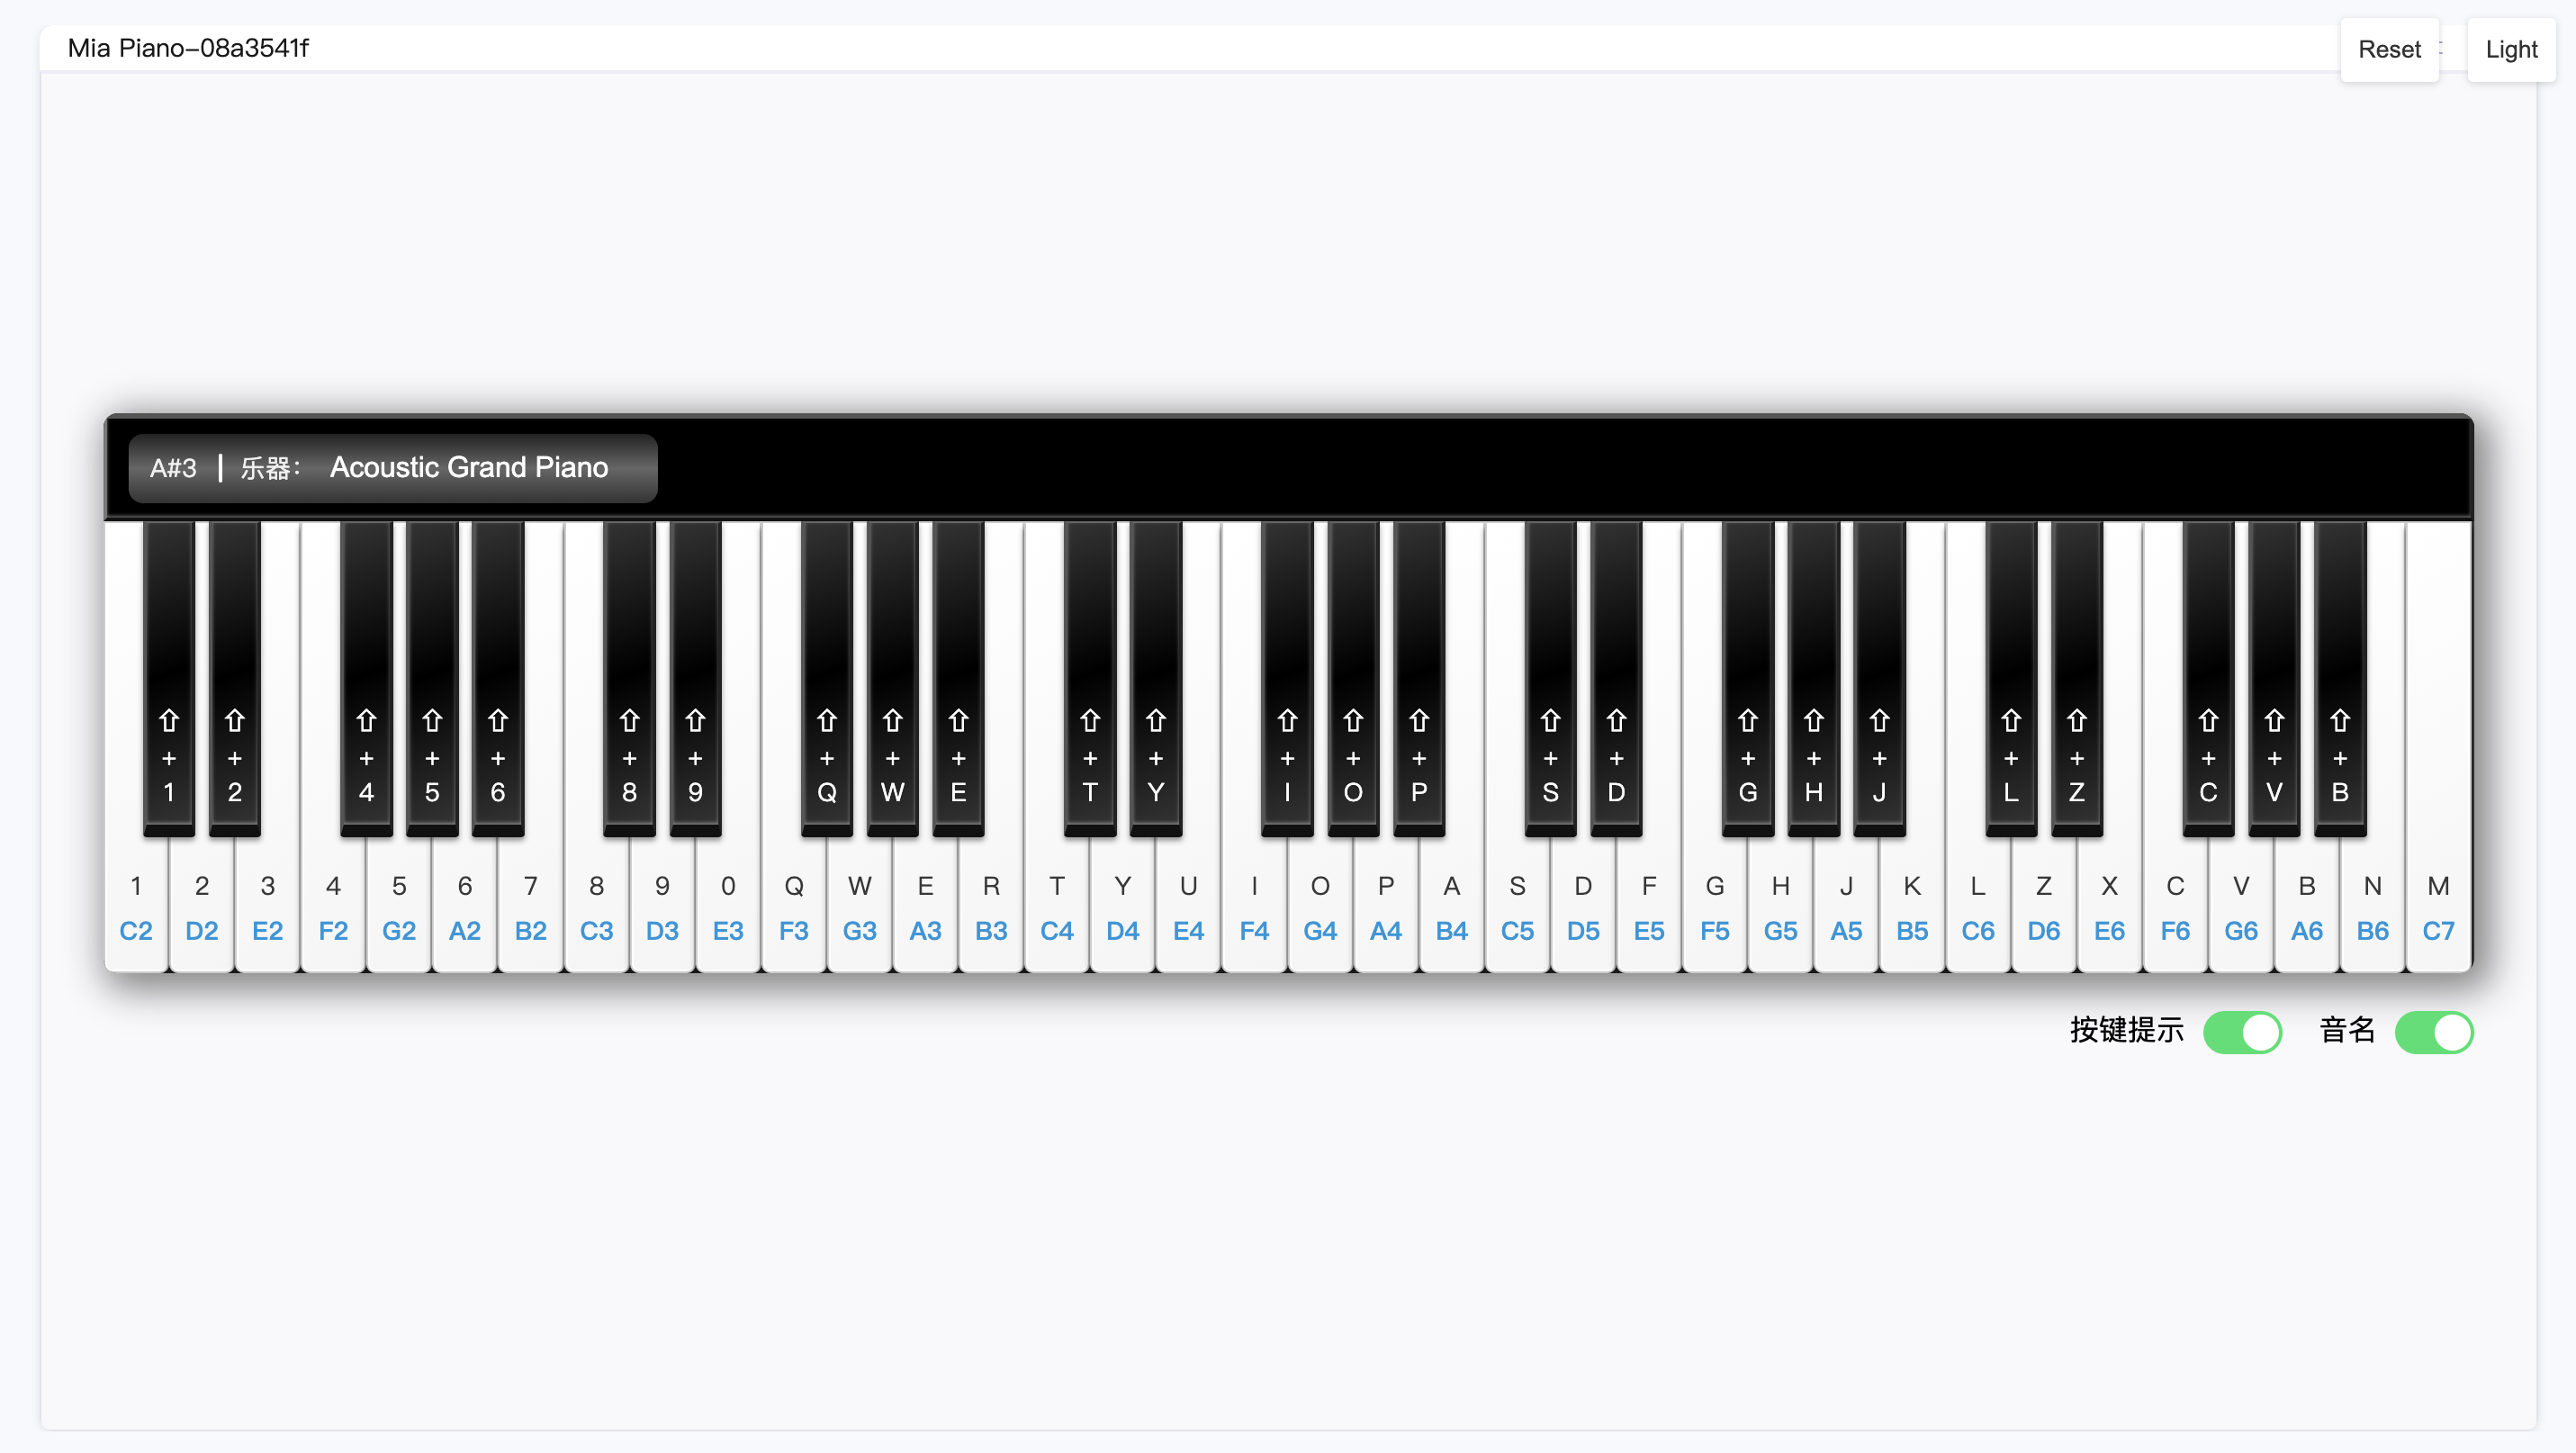 Mia Piano-08a3541f
Reset Light
A#3 | 乐器： Acoustic Grand Piano
⇧ ⇧ ⇧ ⇧ ⇧ ⇧ ⇧ ⇧ ⇧ ⇧ ⇧ ⇧ ⇧ ⇧ ⇧ ⇧ ⇧ ⇧ ⇧ ⇧ ⇧ ⇧ ⇧ ⇧ ⇧
+ + + + + + + + + + + + + + + + + + + + + + + + +
1 2 4 5 6 8 9 Q W E T Y I O P S D G H J L Z C V B
1 2 3 4 5 6 7 8 9 0 Q W E R T Y U I O P A S D F G H J K L Z X C V B N M
C2 D2 E2 F2 G2 A2 B2 C3 D3 E3 F3 G3 A3 B3 C4 D4 E4 F4 G4 A4 B4 C5 D5 E5 F5 G5 A5 B5 C6 D6 E6 F6 G6 A6 B6 C7
按键提示 音名